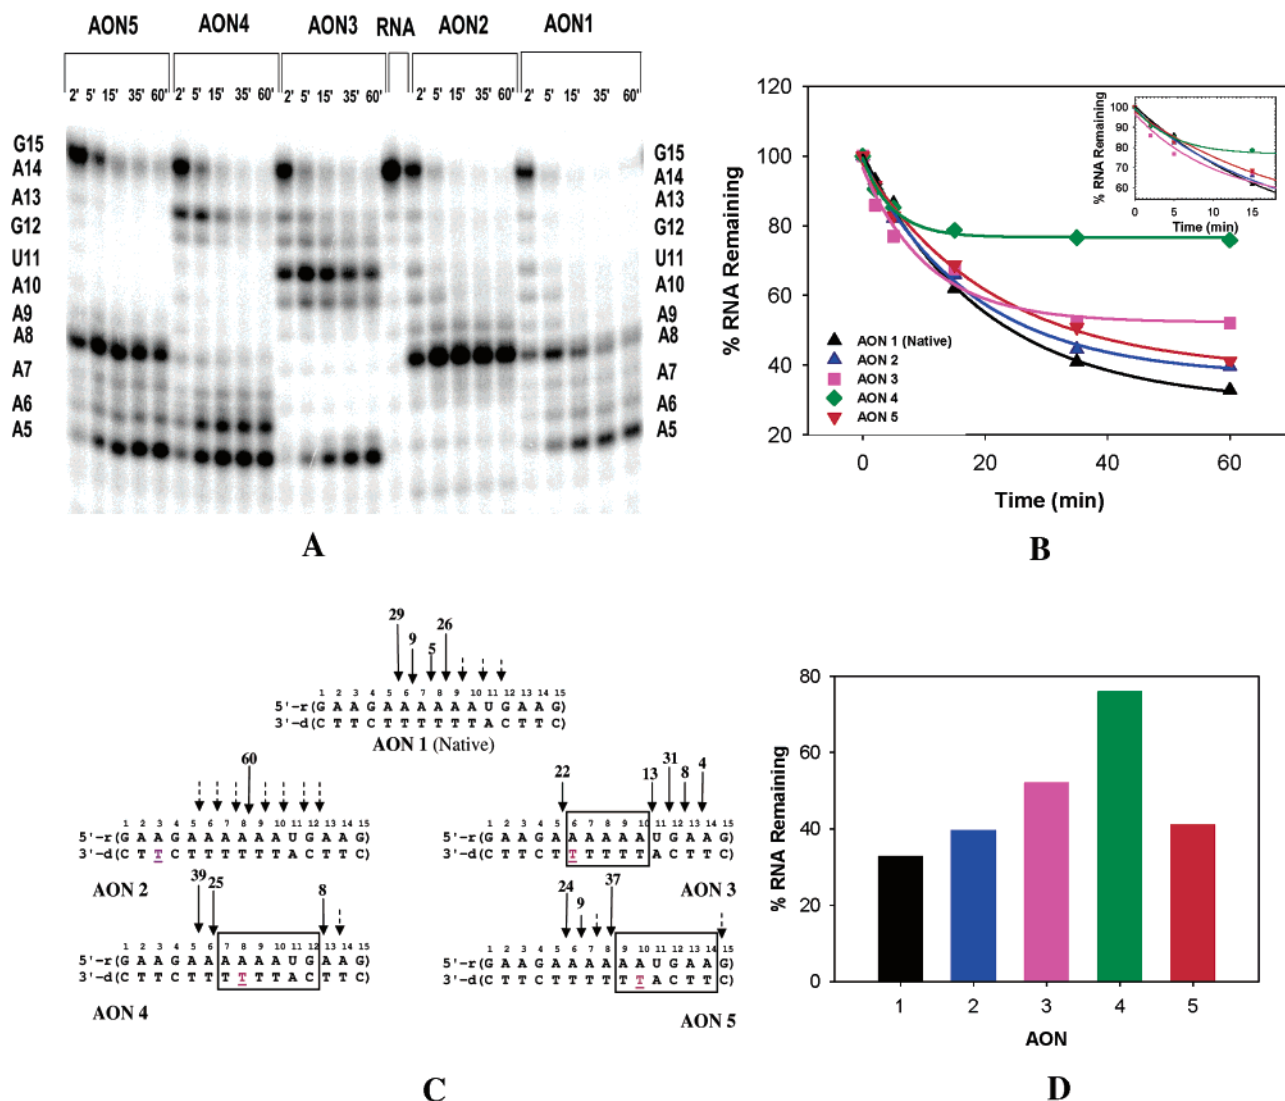 AON5 AON4 AON3 RNA AON2 AON1
2' 5' 15' 35' 60' 2' 5' 15' 35' 60' 2' 5' 15' 35' 60' 2' 5' 15' 35' 60' 2' 5' 15' 35' 60'
G15
A14
A13
G12
U11
A10
A9
A8
A7
A6
A5
G15
A14
A13
G12
U11
A10
A9
A8
A7
A6
A5
A
% RNA Remaining
120
100
80
60
40
20
0 20 40 60
Time (min)
AON 1 (Native)
AON 2
AON 3
AON 4
AON 5
% RNA Remaining
100
90
80
70
60
0 5 10 15
Time (min)
B
29 9 5 26
1 2 3 4 5 6 7 8 9 10 11 12 13 14 15
5'-r(G A A G A A A A A A U G A A G)
3'-d(C T T C T T T T T T A C T T C)
AON 1 (Native)
60
1 2 3 4 5 6 7 8 9 10 11 12 13 14 15
5'-r(G A A G A A A A A A U G A A G)
3'-d(C T T C T T T T T T A C T T C)
AON 2
22 13 31 8 4
1 2 3 4 5 6 7 8 9 10 11 12 13 14 15
5'-r(G A A G A A A A A A U G A A G)
3'-d(C T T C T T T T T T A C T T C)
AON 3
39 25 8
1 2 3 4 5 6 7 8 9 10 11 12 13 14 15
5'-r(G A A G A A A A A A U G A A G)
3'-d(C T T C T T T T T T A C T T C)
AON 4
24 9 37
1 2 3 4 5 6 7 8 9 10 11 12 13 14 15
5'-r(G A A G A A A A A A U G A A G)
3'-d(C T T C T T T T T T A C T T C)
AON 5
C
% RNA Remaining
80
60
40
20
0
1 2 3 4 5
AON
D